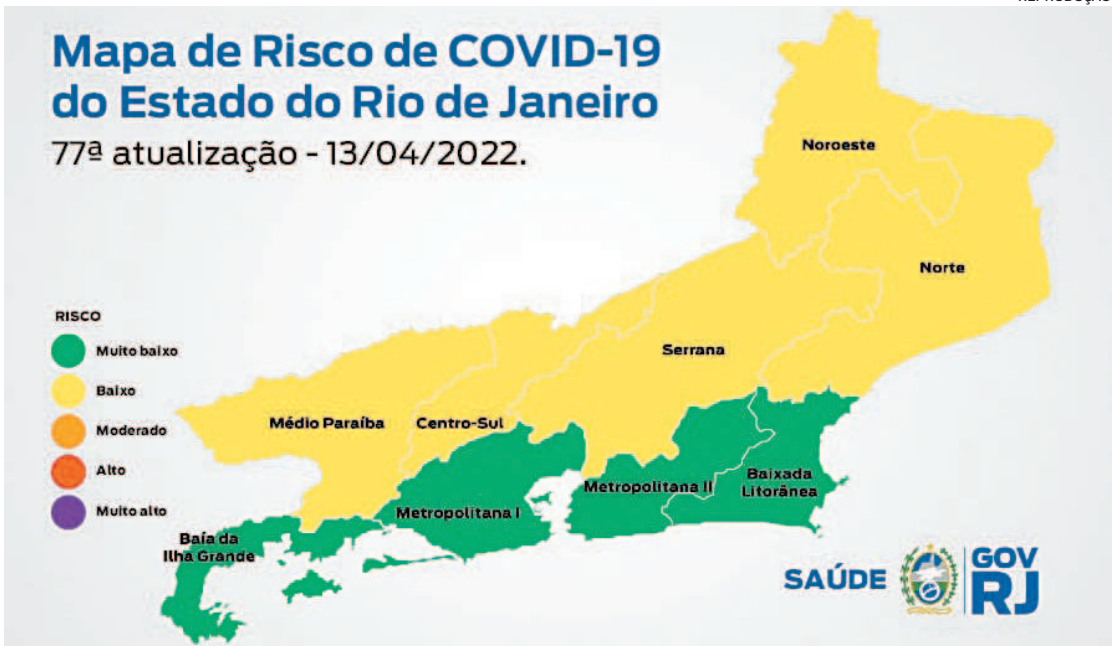 Mapa de Risco de COVID-19
do Estado do Rio de Janeiro
77ª atualização - 13/04/2022.
Noroeste
Norte
Serrana
RISCO
Muito baixo
Baixo
Moderado
Alto
Muito alto
Médio Paraíba
Centro-Sul
Metropolitana I
Metropolitana II
Baixada
Litorânea
Baía da
Ilha Grande
SAÚDE
GOV
RJ